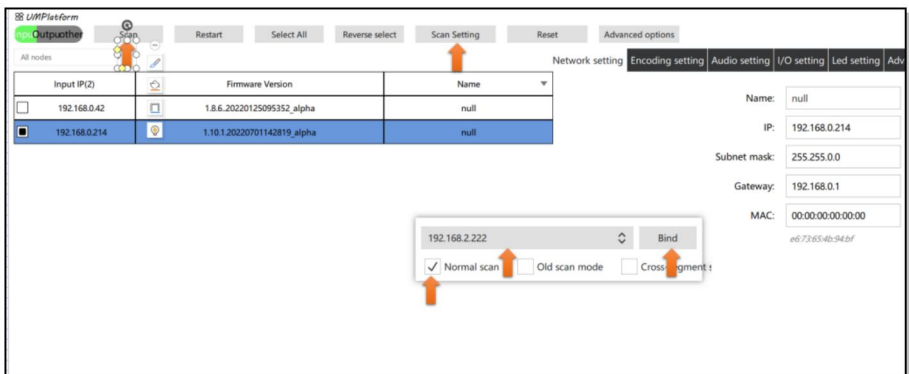 UMPlatform
Output other Scan Restart Select All Reverse select Scan Setting Reset Advanced options
All nodes
Network setting Encoding setting Audio setting I/O setting Led setting Adv
Input IP(2) Firmware Version Name
192.168.0.42 1.8.6..20220125095352_alpha null
192.168.0.214 1.10.1.20220701142819_alpha null
Name: null
IP: 192.168.0.214
Subnet mask: 255.255.0.0
Gateway: 192.168.0.1
MAC: 00:00:00:00:00:00
e6:73:65:4b:94:bf
192.168.2.222 Bind
Normal scan Old scan mode Cross-segment s